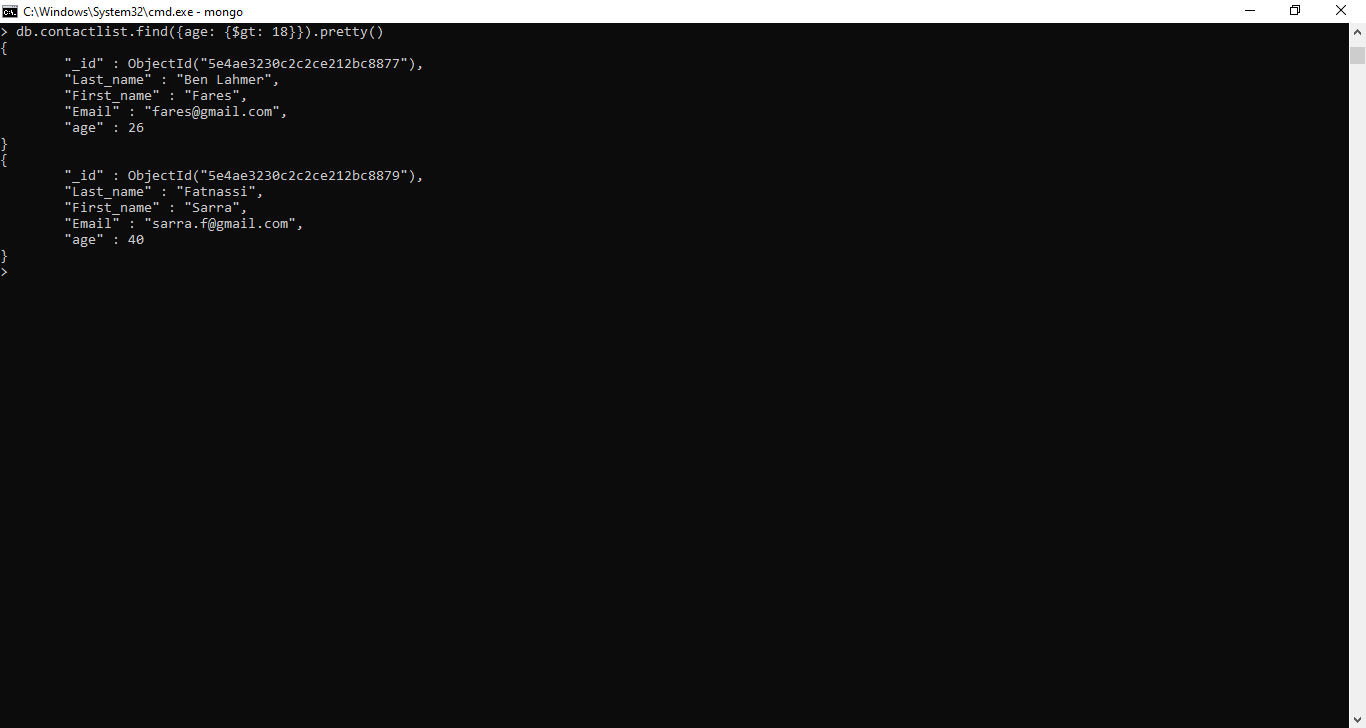 C:\Windows\System32\cmd.exe - mongo
> db.contactlist.find({age: {$gt: 18}}).pretty()
{
        "_id" : ObjectId("5e4ae3230c2c2ce212bc8877"),
        "Last_name" : "Ben Lahmer",
        "First_name" : "Fares",
        "Email" : "fares@gmail.com",
        "age" : 26
}
{
        "_id" : ObjectId("5e4ae3230c2c2ce212bc8879"),
        "Last_name" : "Fatnassi",
        "First_name" : "Sarra",
        "Email" : "sarra.f@gmail.com",
        "age" : 40
}
>